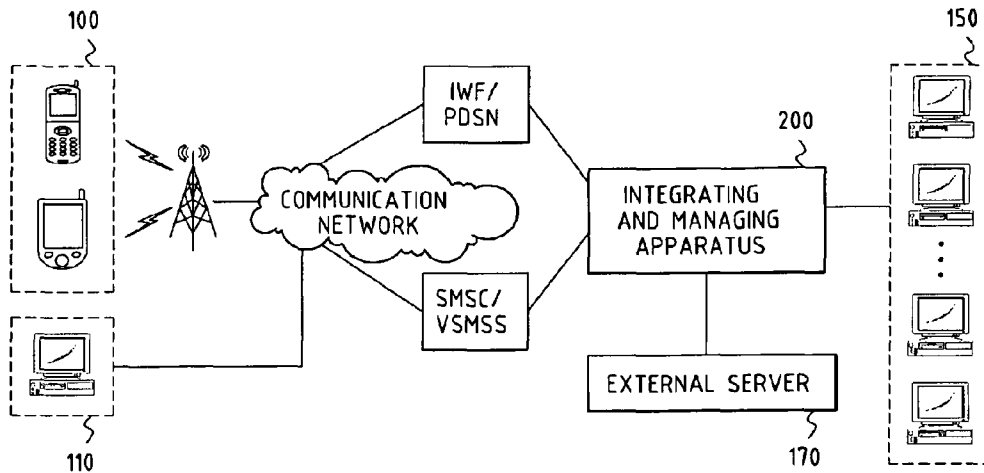 100
150
IWF/
PDSN
200
COMMUNICATION
NETWORK
INTEGRATING
AND MANAGING
APPARATUS
SMSC/
VSMSS
EXTERNAL SERVER
110
170